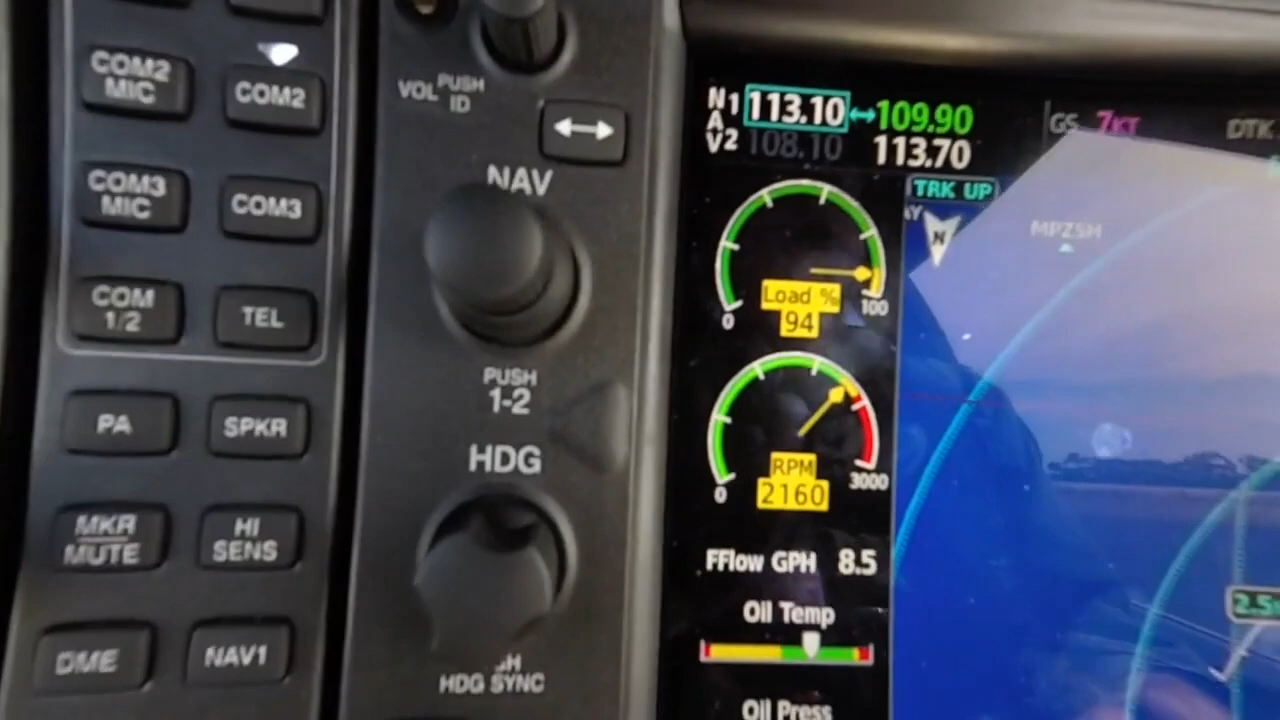 COM2
MIC
COM2
COM3
MIC
COM3
COM
1/2
TEL
PA
SPKR
MKR
MUTE
HI
SENS
DME
NAV1
VOL PUSH
ID
NAV
PUSH
1-2
HDG
HDG SYNC
NAV
1 113.10 ↔ 109.90
2 108.10 113.70
GS 7KT DTK
TRK UP
N
MPZSM
Load %
94
0 100
RPM
2160
0 3000
FFlow GPH 8.5
Oil Temp
Oil Press